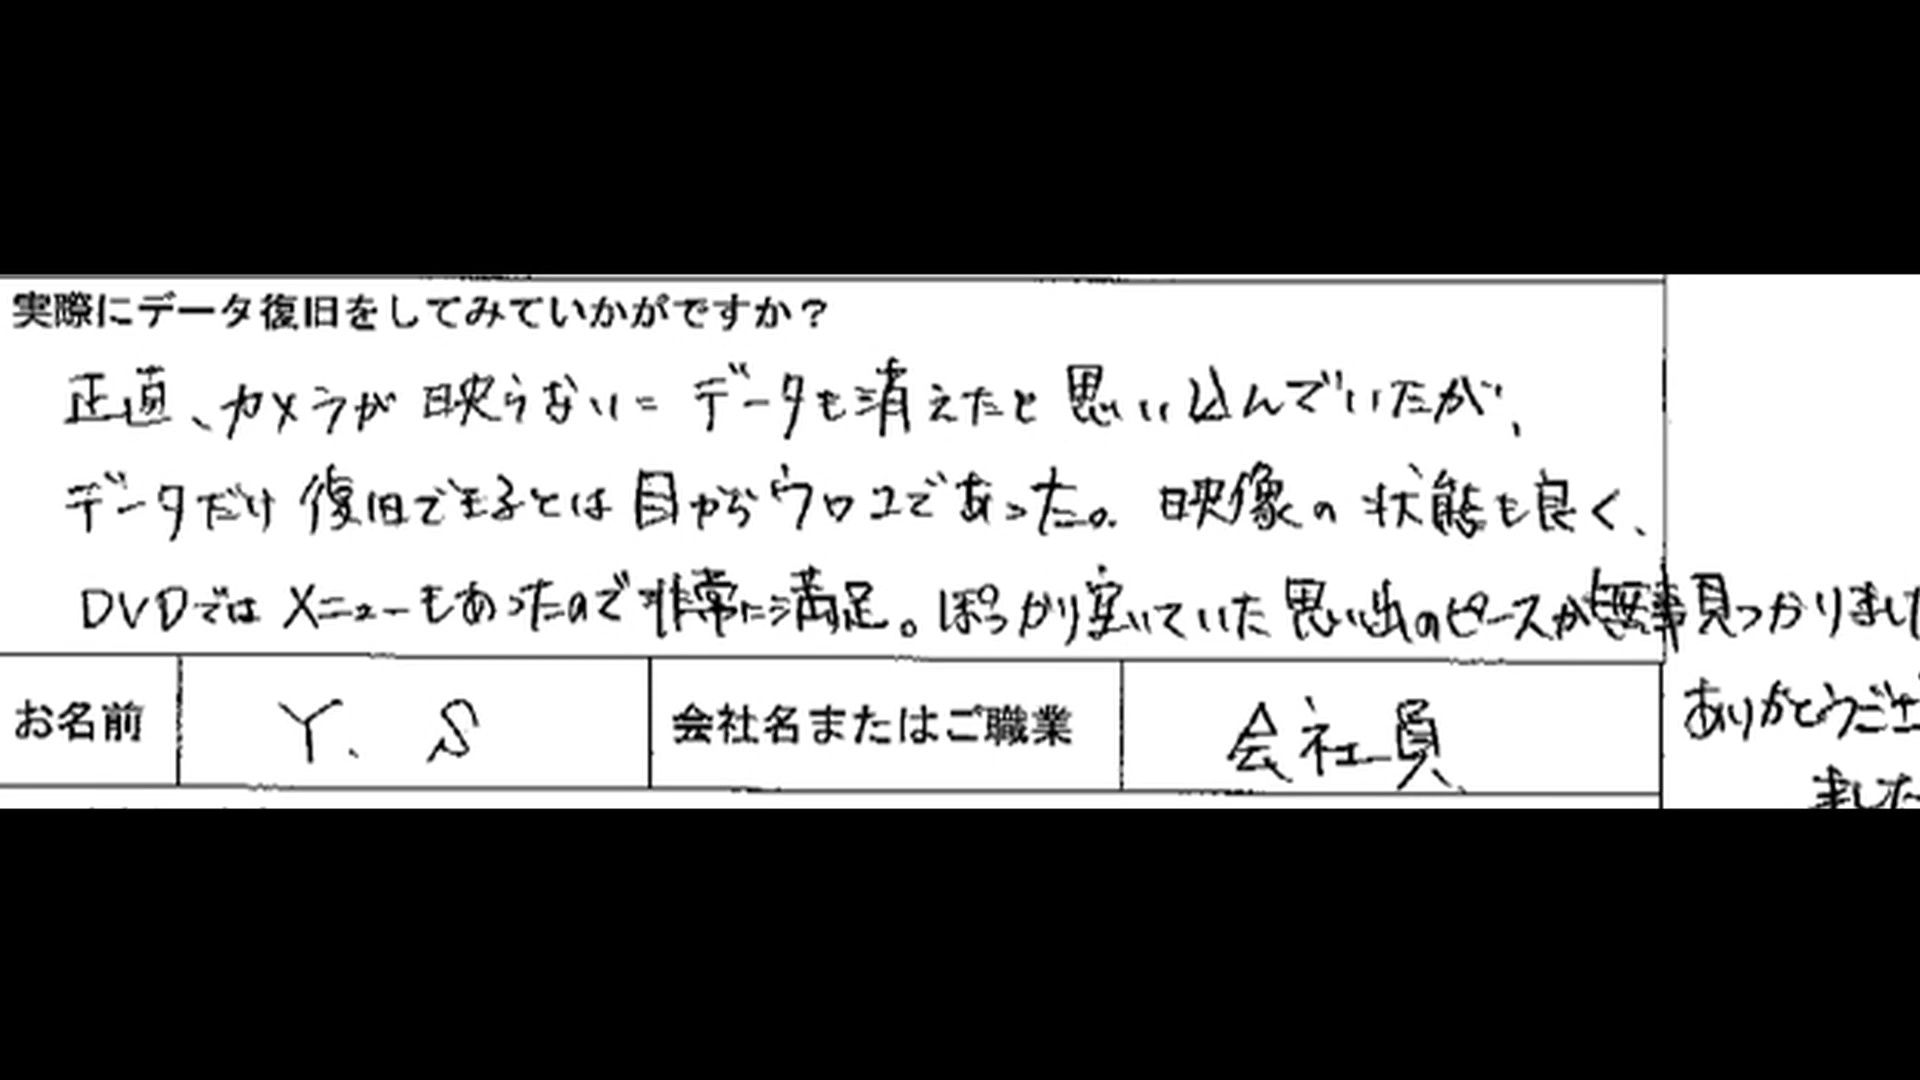 実際にデータ復旧をしてみていかがですか？
正直、カメラが映らない＝データも消えたと思い込んでいたが、
データだけ復旧できるとは目からウロコであった。映像の状態も良く、
DVDではメニューもあったので非常に満足。ぽっかり空いていた思い出のピースが無事見つかりました
ありがとうござい
ました
お名前
Y. S
会社名またはご職業
会社員